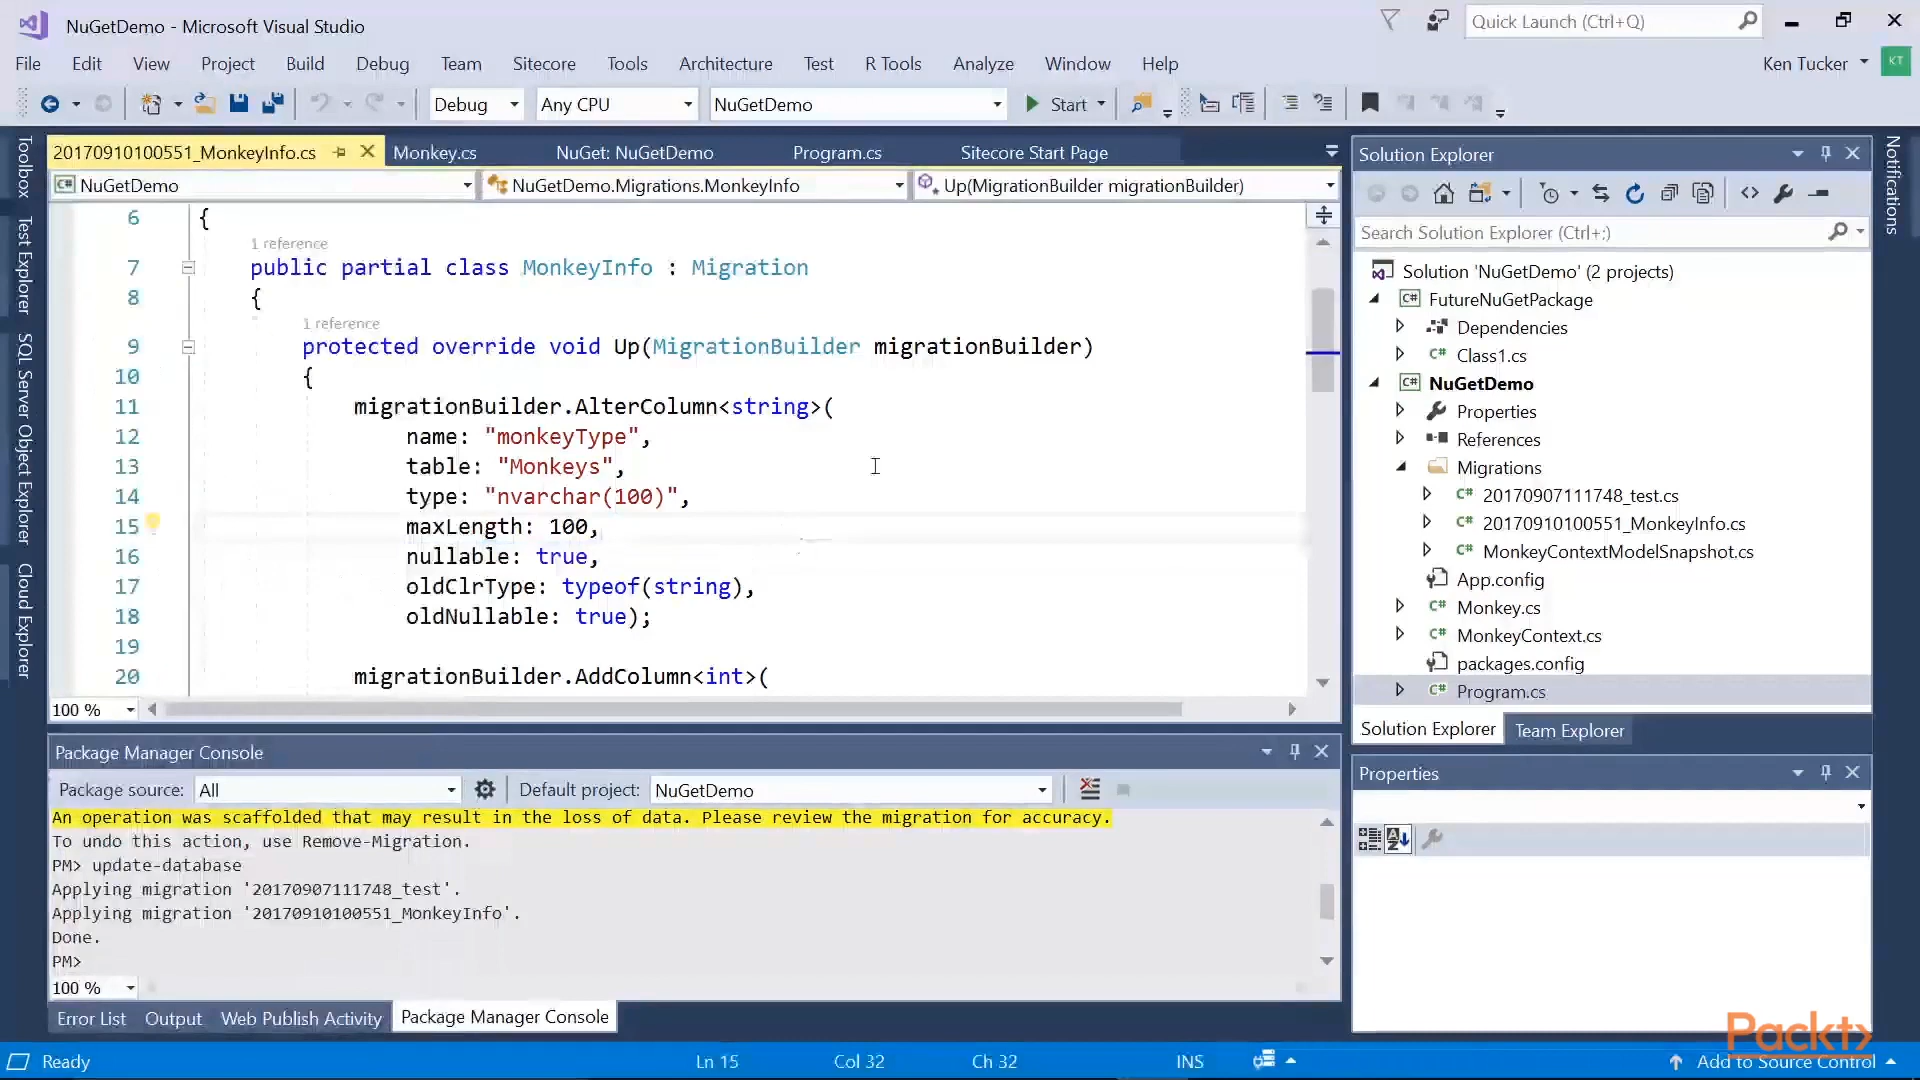 NuGetDemo - Microsoft Visual Studio
Quick Launch (Ctrl+Q)
File Edit View Project Build Debug Team Sitecore Tools Architecture Test R Tools Analyze Window Help
Ken Tucker KT
Debug Any CPU NuGetDemo Start
Toolbox
Test Explorer
SQL Server Object Explorer
Cloud Explorer
20170910100551_MonkeyInfo.cs Monkey.cs NuGet: NuGetDemo Program.cs Sitecore Start Page
NuGetDemo NuGetDemo.Migrations.MonkeyInfo Up(MigrationBuilder migrationBuilder)
6 {
1 reference
7 public partial class MonkeyInfo : Migration
8 {
1 reference
9 protected override void Up(MigrationBuilder migrationBuilder)
10 {
11 migrationBuilder.AlterColumn<string>(
12 name: "monkeyType",
13 table: "Monkeys",
14 type: "nvarchar(100)",
15 maxLength: 100,
16 nullable: true,
17 oldClrType: typeof(string),
18 oldNullable: true);
19
20 migrationBuilder.AddColumn<int>(
100 %
Package Manager Console
Package source: All Default project: NuGetDemo
An operation was scaffolded that may result in the loss of data. Please review the migration for accuracy.
To undo this action, use Remove-Migration.
PM> update-database
Applying migration '20170907111748_test'.
Applying migration '20170910100551_MonkeyInfo'.
Done.
PM>
100 %
Error List Output Web Publish Activity Package Manager Console
Solution Explorer
Search Solution Explorer (Ctrl+;)
Solution 'NuGetDemo' (2 projects)
C# FutureNuGetPackage
Dependencies
C# Class1.cs
C# NuGetDemo
Properties
References
Migrations
C# 20170907111748_test.cs
C# 20170910100551_MonkeyInfo.cs
C# MonkeyContextModelSnapshot.cs
App.config
C# Monkey.cs
C# MonkeyContext.cs
packages.config
C# Program.cs
Solution Explorer Team Explorer
Properties
Notifications
Packt>
Ready Ln 15 Col 32 Ch 32 INS Add to Source Control